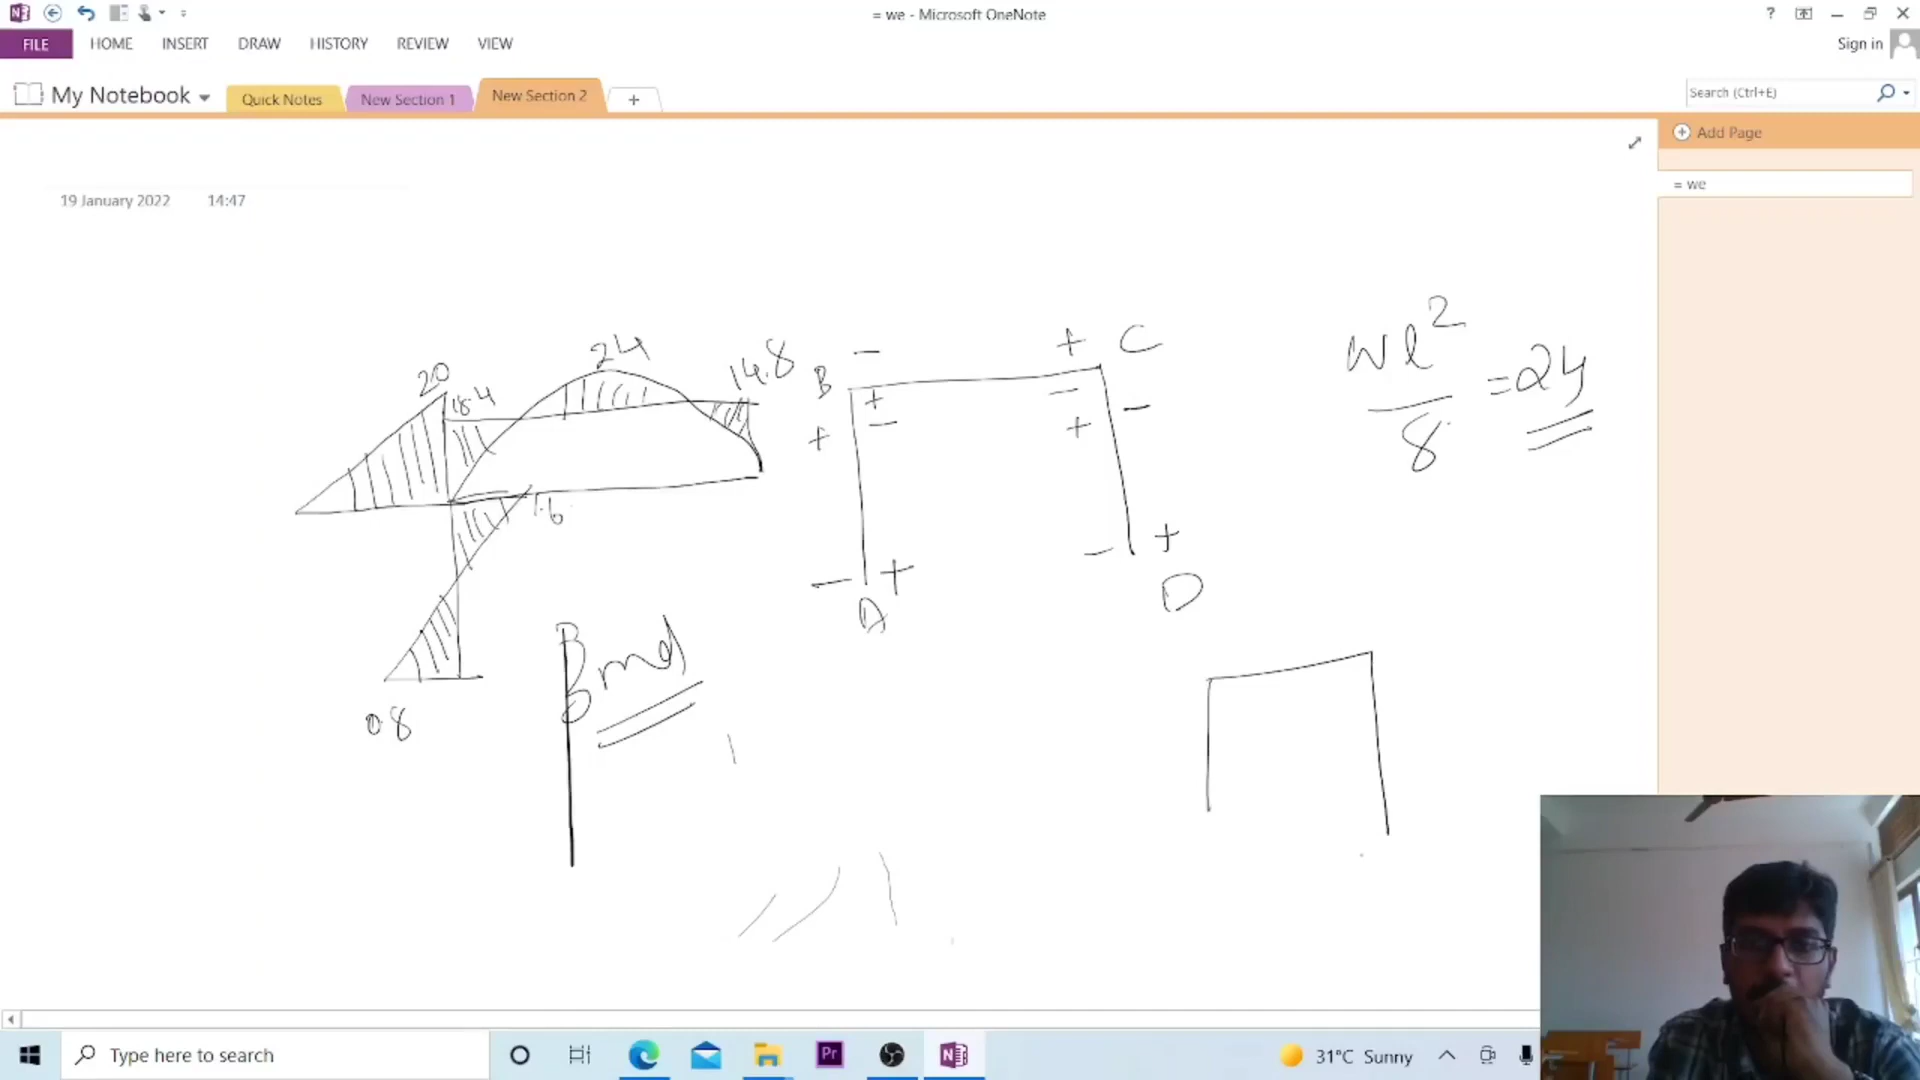 = we - Microsoft OneNote
?
FILE HOME INSERT DRAW HISTORY REVIEW VIEW
Sign in
My Notebook
Quick Notes
New Section 1
New Section 2
+
Search (Ctrl+E)
Add Page
= we
19 January 2022 14:47
20
18.4
24
14.8
1.6
0.8
Bmd
B - + C
+ =
+ - + -
- + - +
A D
wl²
= 24
8
Type here to search
Pr
31°C Sunny